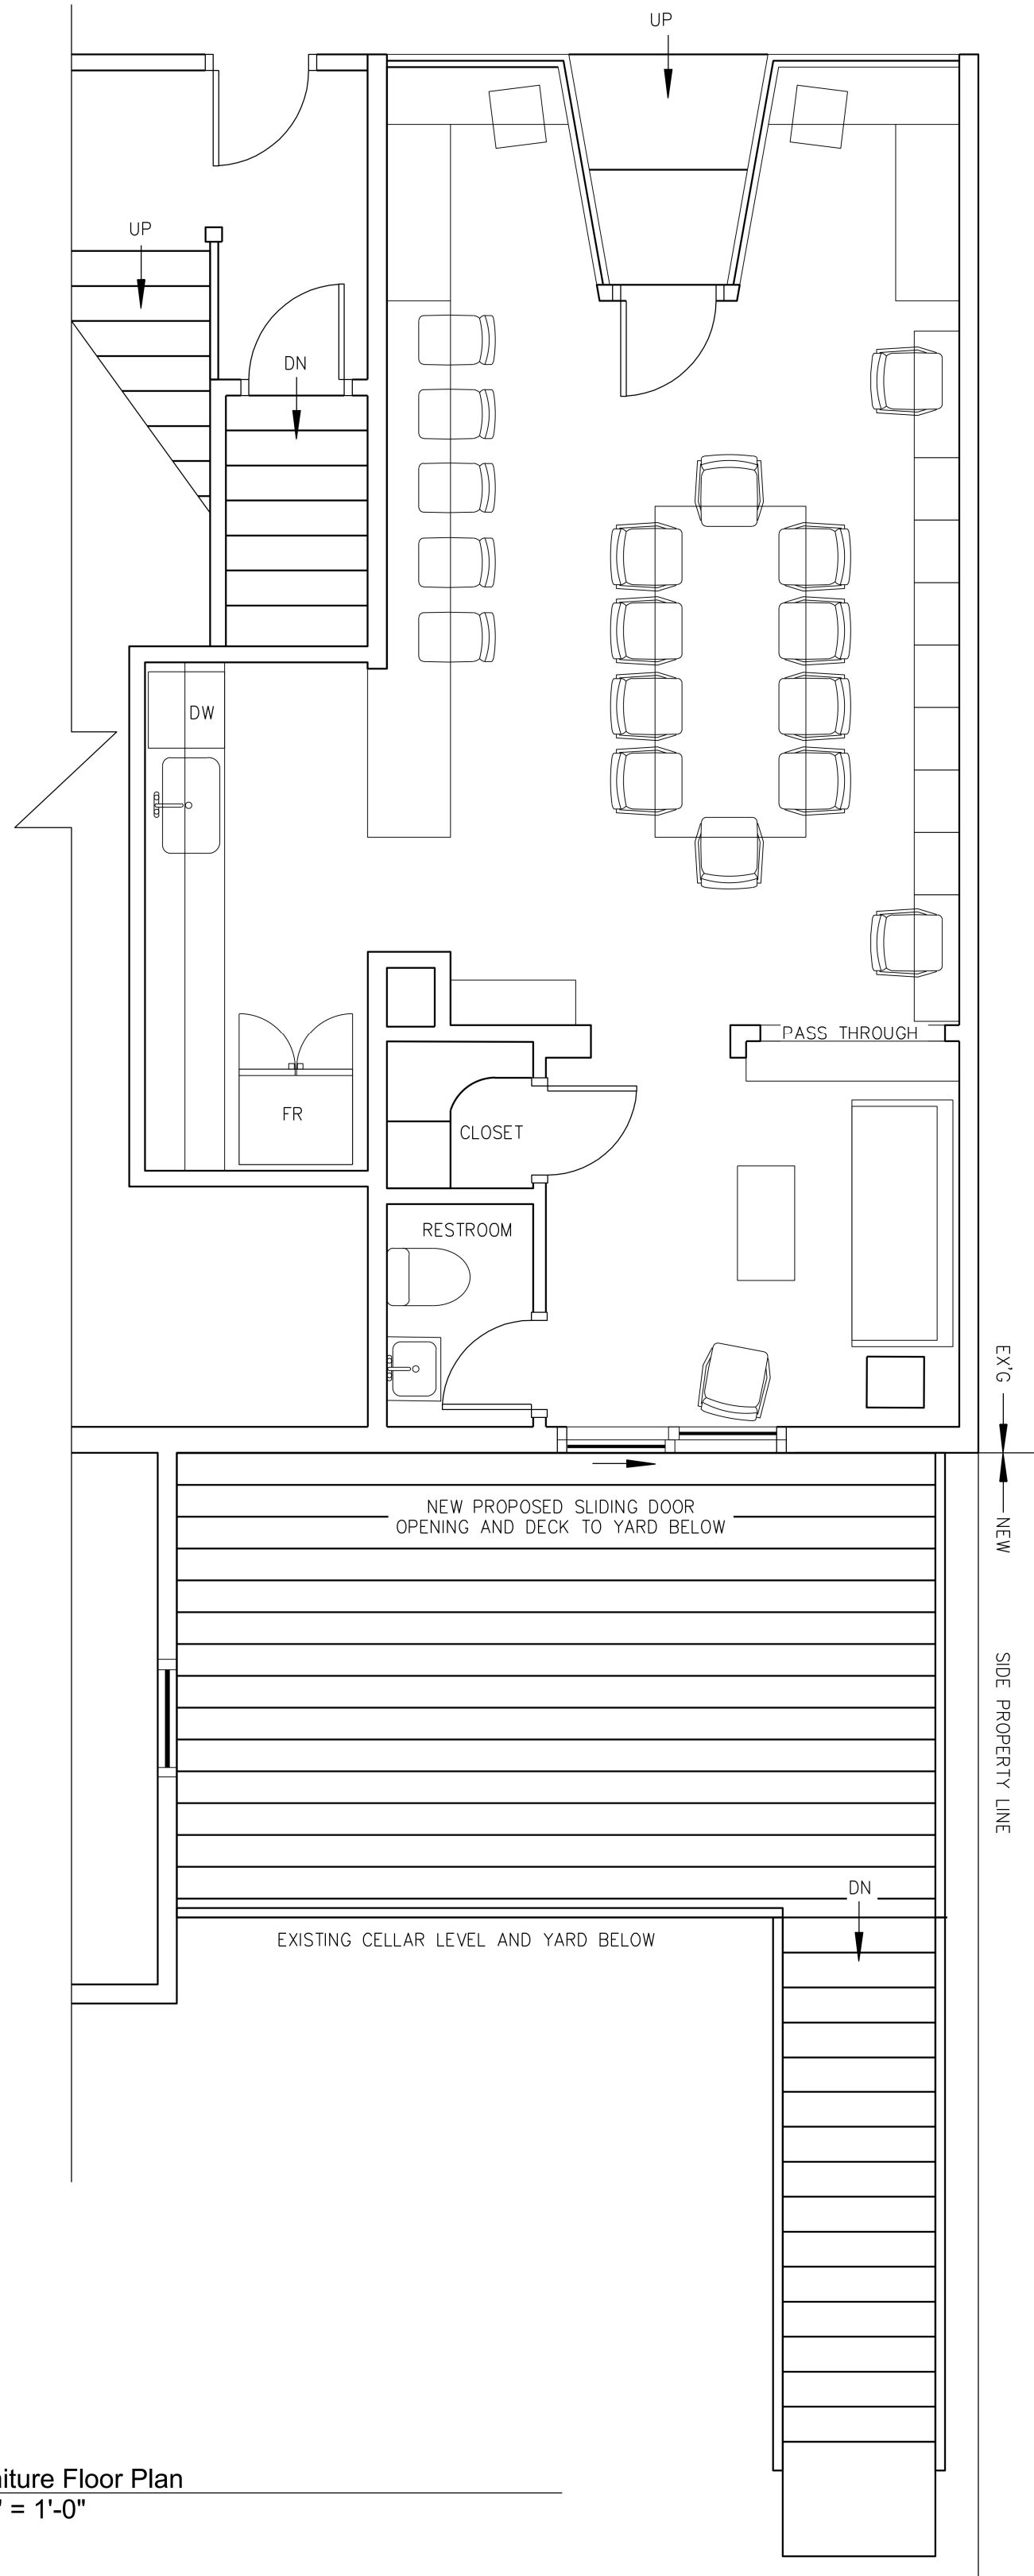 UP
UP
DN
DW
PASS THROUGH
FR
CLOSET
RESTROOM
EX'G
NEW PROPOSED SLIDING DOOR
OPENING AND DECK TO YARD BELOW
NEW
SIDE PROPERTY LINE
DN
EXISTING CELLAR LEVEL AND YARD BELOW
Floor Plan
= 1'-0"